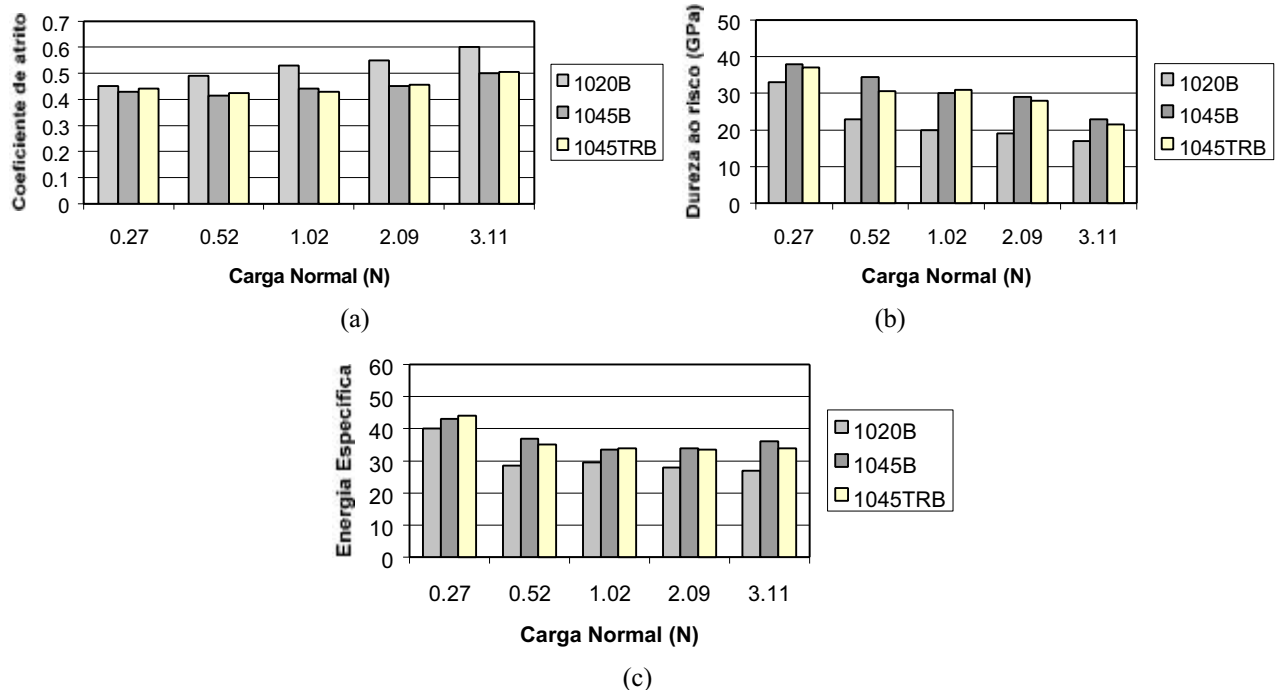 Coeficiente de atrito
0.7
0.6
0.5
0.4
0.3
0.2
0.1
0
0.27 0.52 1.02 2.09 3.11
Carga Normal (N)
1020B
1045B
1045TRB
(a)
Dureza ao risco (GPa)
50
40
30
20
10
0
0.27 0.52 1.02 2.09 3.11
Carga Normal (N)
1020B
1045B
1045TRB
(b)
Energia Específica
60
50
40
30
20
10
0
0.27 0.52 1.02 2.09 3.11
Carga Normal (N)
1020B
1045B
1045TRB
(c)